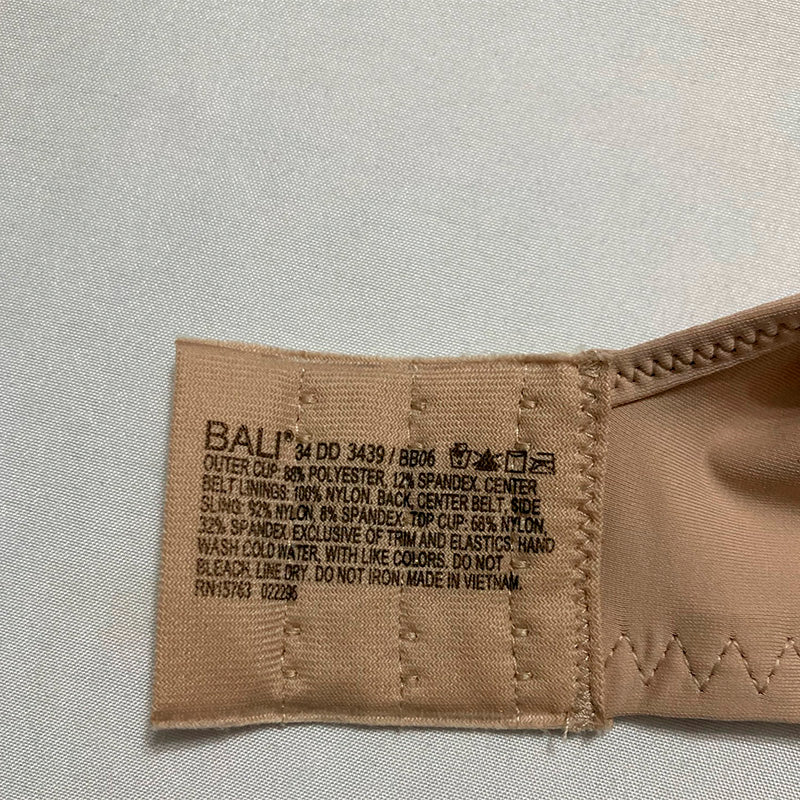 BALI® 34 DD 3439 / BB06
OUTER CUP: 88% POLYESTER, 12% SPANDEX. CENTER
BELT LININGS: 100% NYLON. BACK, CENTER BELT, SIDE
SLING: 92% NYLON, 8% SPANDEX. TOP CUP: 68% NYLON,
32% SPANDEX. EXCLUSIVE OF TRIM AND ELASTICS. HAND
WASH COLD WATER, WITH LIKE COLORS. DO NOT
BLEACH. LINE DRY. DO NOT IRON. MADE IN VIETNAM.
RN15763 022296